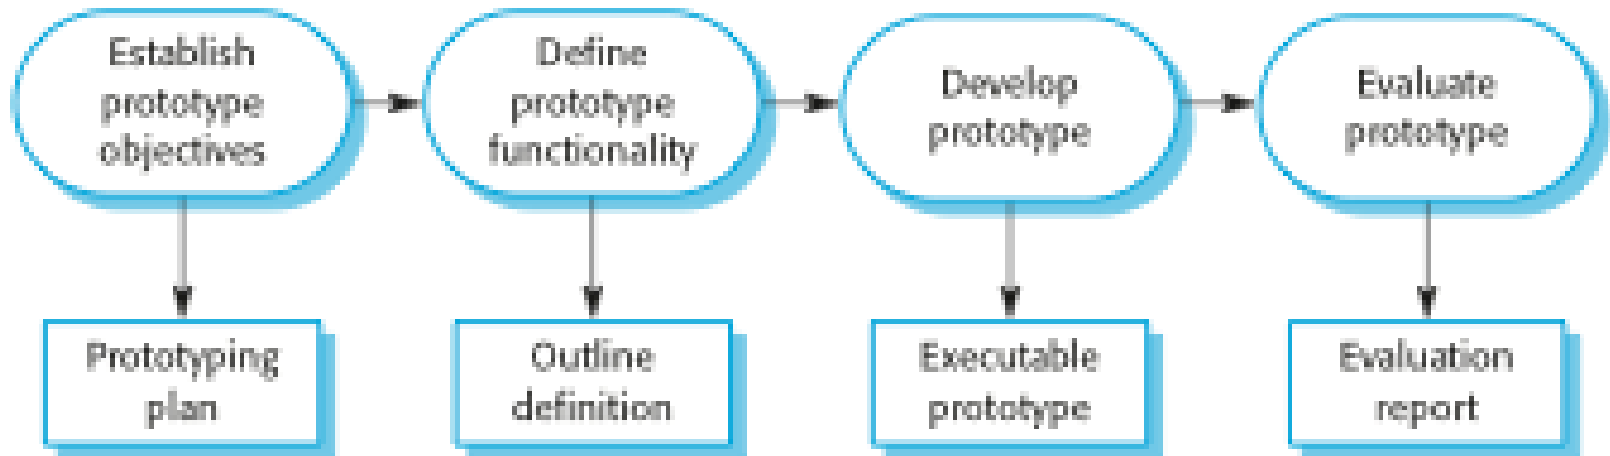 Establish
prototype
objectives
Define
prototype
functionality
Develop
prototype
Evaluate
prototype
Prototyping
plan
Outline
definition
Executable
prototype
Evaluation
report